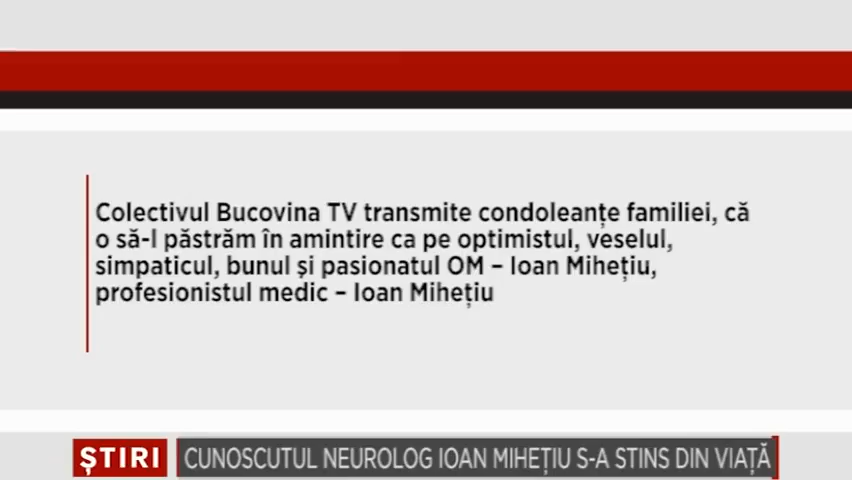 Colectivul Bucovina TV transmite condoleanțe familiei, că
o să-l păstrăm în amintire ca pe optimistul, veselul,
simpaticul, bunul și pasionatul OM – Ioan Mihețiu,
profesionistul medic – Ioan Mihețiu
ȘTIRI CUNOSCUTUL NEUROLOG IOAN MIHEȚIU S-A STINS DIN VIAȚĂ